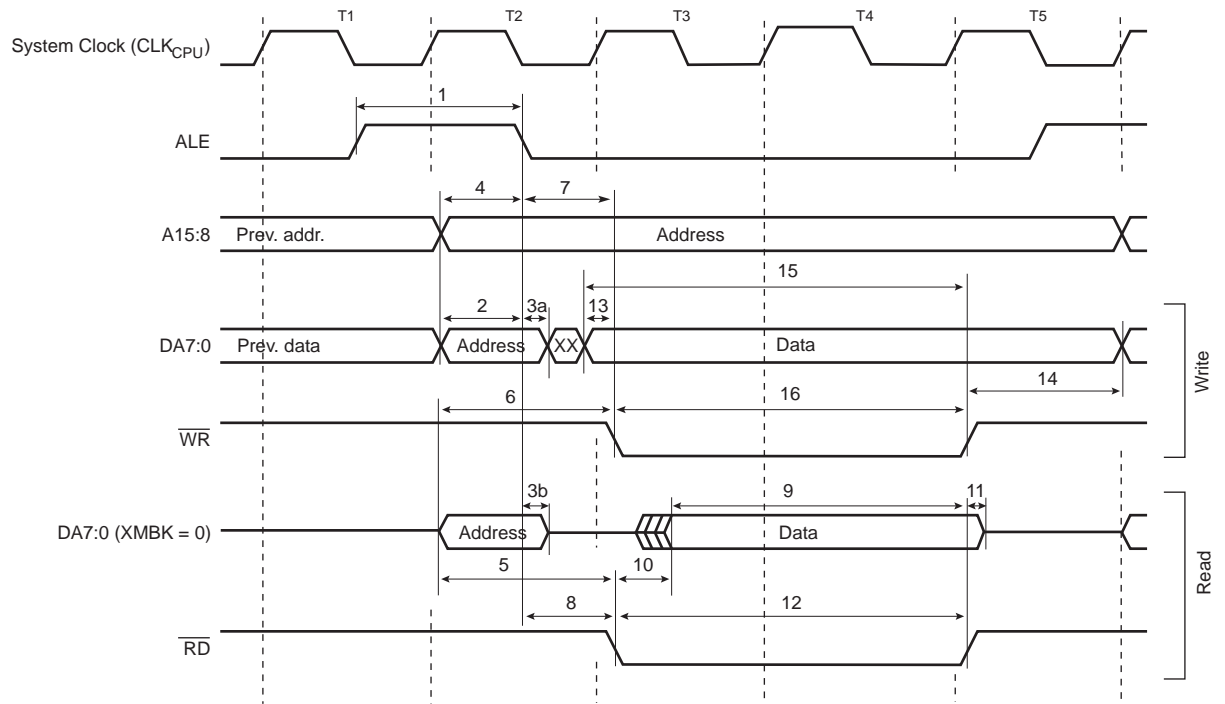 T1 T2 T3 T4 T5
System Clock (CLKCPU)
1
ALE
4 7
A15:8 Prev. addr. Address
15
2 3a 13
DA7:0 Prev. data Address XX Data
14
6 16
WR
Write
3b 9 11
DA7:0 (XMBK = 0) Address Data
5 10
8 12
RD
Read